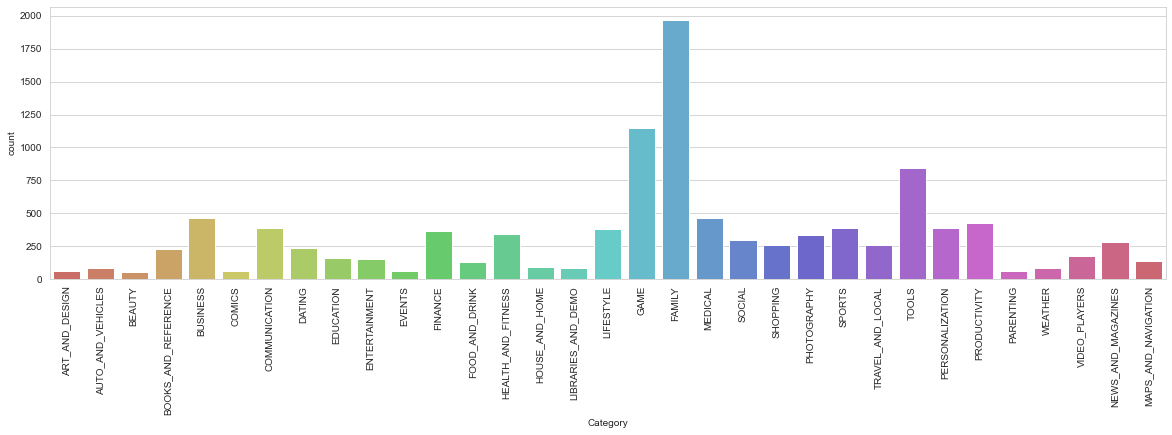 2000
1750
1500
1250
1000
750
500
250
0
count
ART_AND_DESIGN
AUTO_AND_VEHICLES
BEAUTY
BOOKS_AND_REFERENCE
BUSINESS
COMICS
COMMUNICATION
DATING
EDUCATION
ENTERTAINMENT
EVENTS
FINANCE
FOOD_AND_DRINK
HEALTH_AND_FITNESS
HOUSE_AND_HOME
LIBRARIES_AND_DEMO
LIFESTYLE
GAME
FAMILY
MEDICAL
SOCIAL
SHOPPING
PHOTOGRAPHY
SPORTS
TRAVEL_AND_LOCAL
TOOLS
PERSONALIZATION
PRODUCTIVITY
PARENTING
WEATHER
VIDEO_PLAYERS
NEWS_AND_MAGAZINES
MAPS_AND_NAVIGATION
Category